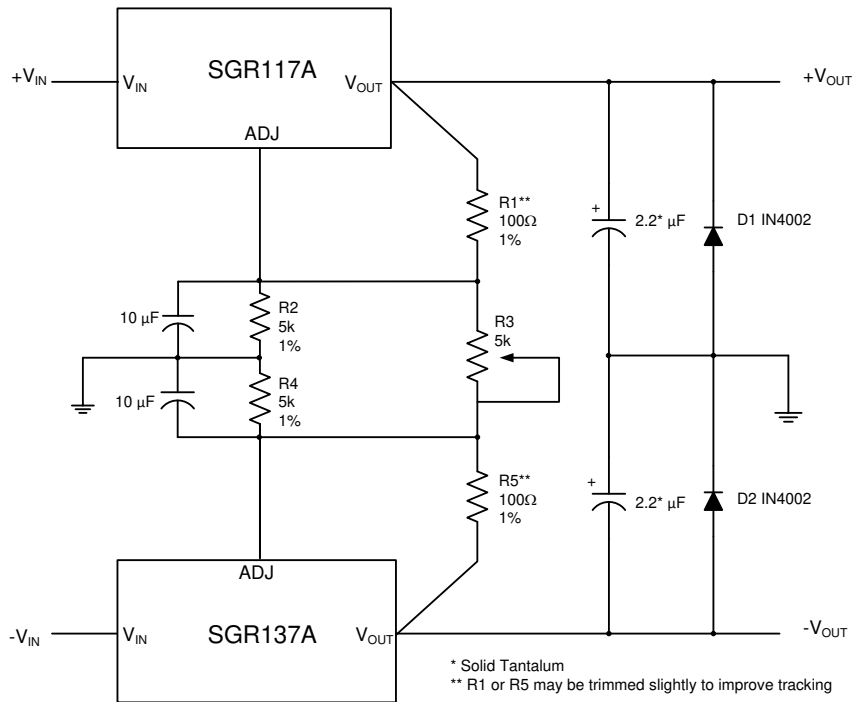 SGR117A
+VIN
VIN
VOUT
+VOUT
ADJ
R1**
100Ω
1%
+
2.2* µF
D1 IN4002
10 µF
R2
5k
1%
R3
5k
10 µF
R4
5k
1%
R5**
100Ω
1%
+
2.2* µF
D2 IN4002
ADJ
-VIN
VIN
SGR137A
VOUT
-VOUT
* Solid Tantalum
** R1 or R5 may be trimmed slightly to improve tracking